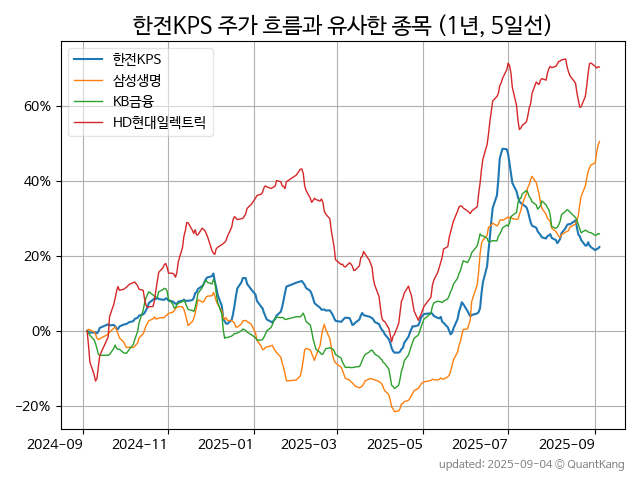 한전KPS 주가 흐름과 유사한 종목 (1년, 5일선)
한전KPS
삼성생명
KB금융
HD현대일렉트릭
60%
40%
20%
0%
−20%
2024−09
2024−11
2025−01
2025−03
2025−05
2025−07
2025−09
updated: 2025-09-04 © QuantKang